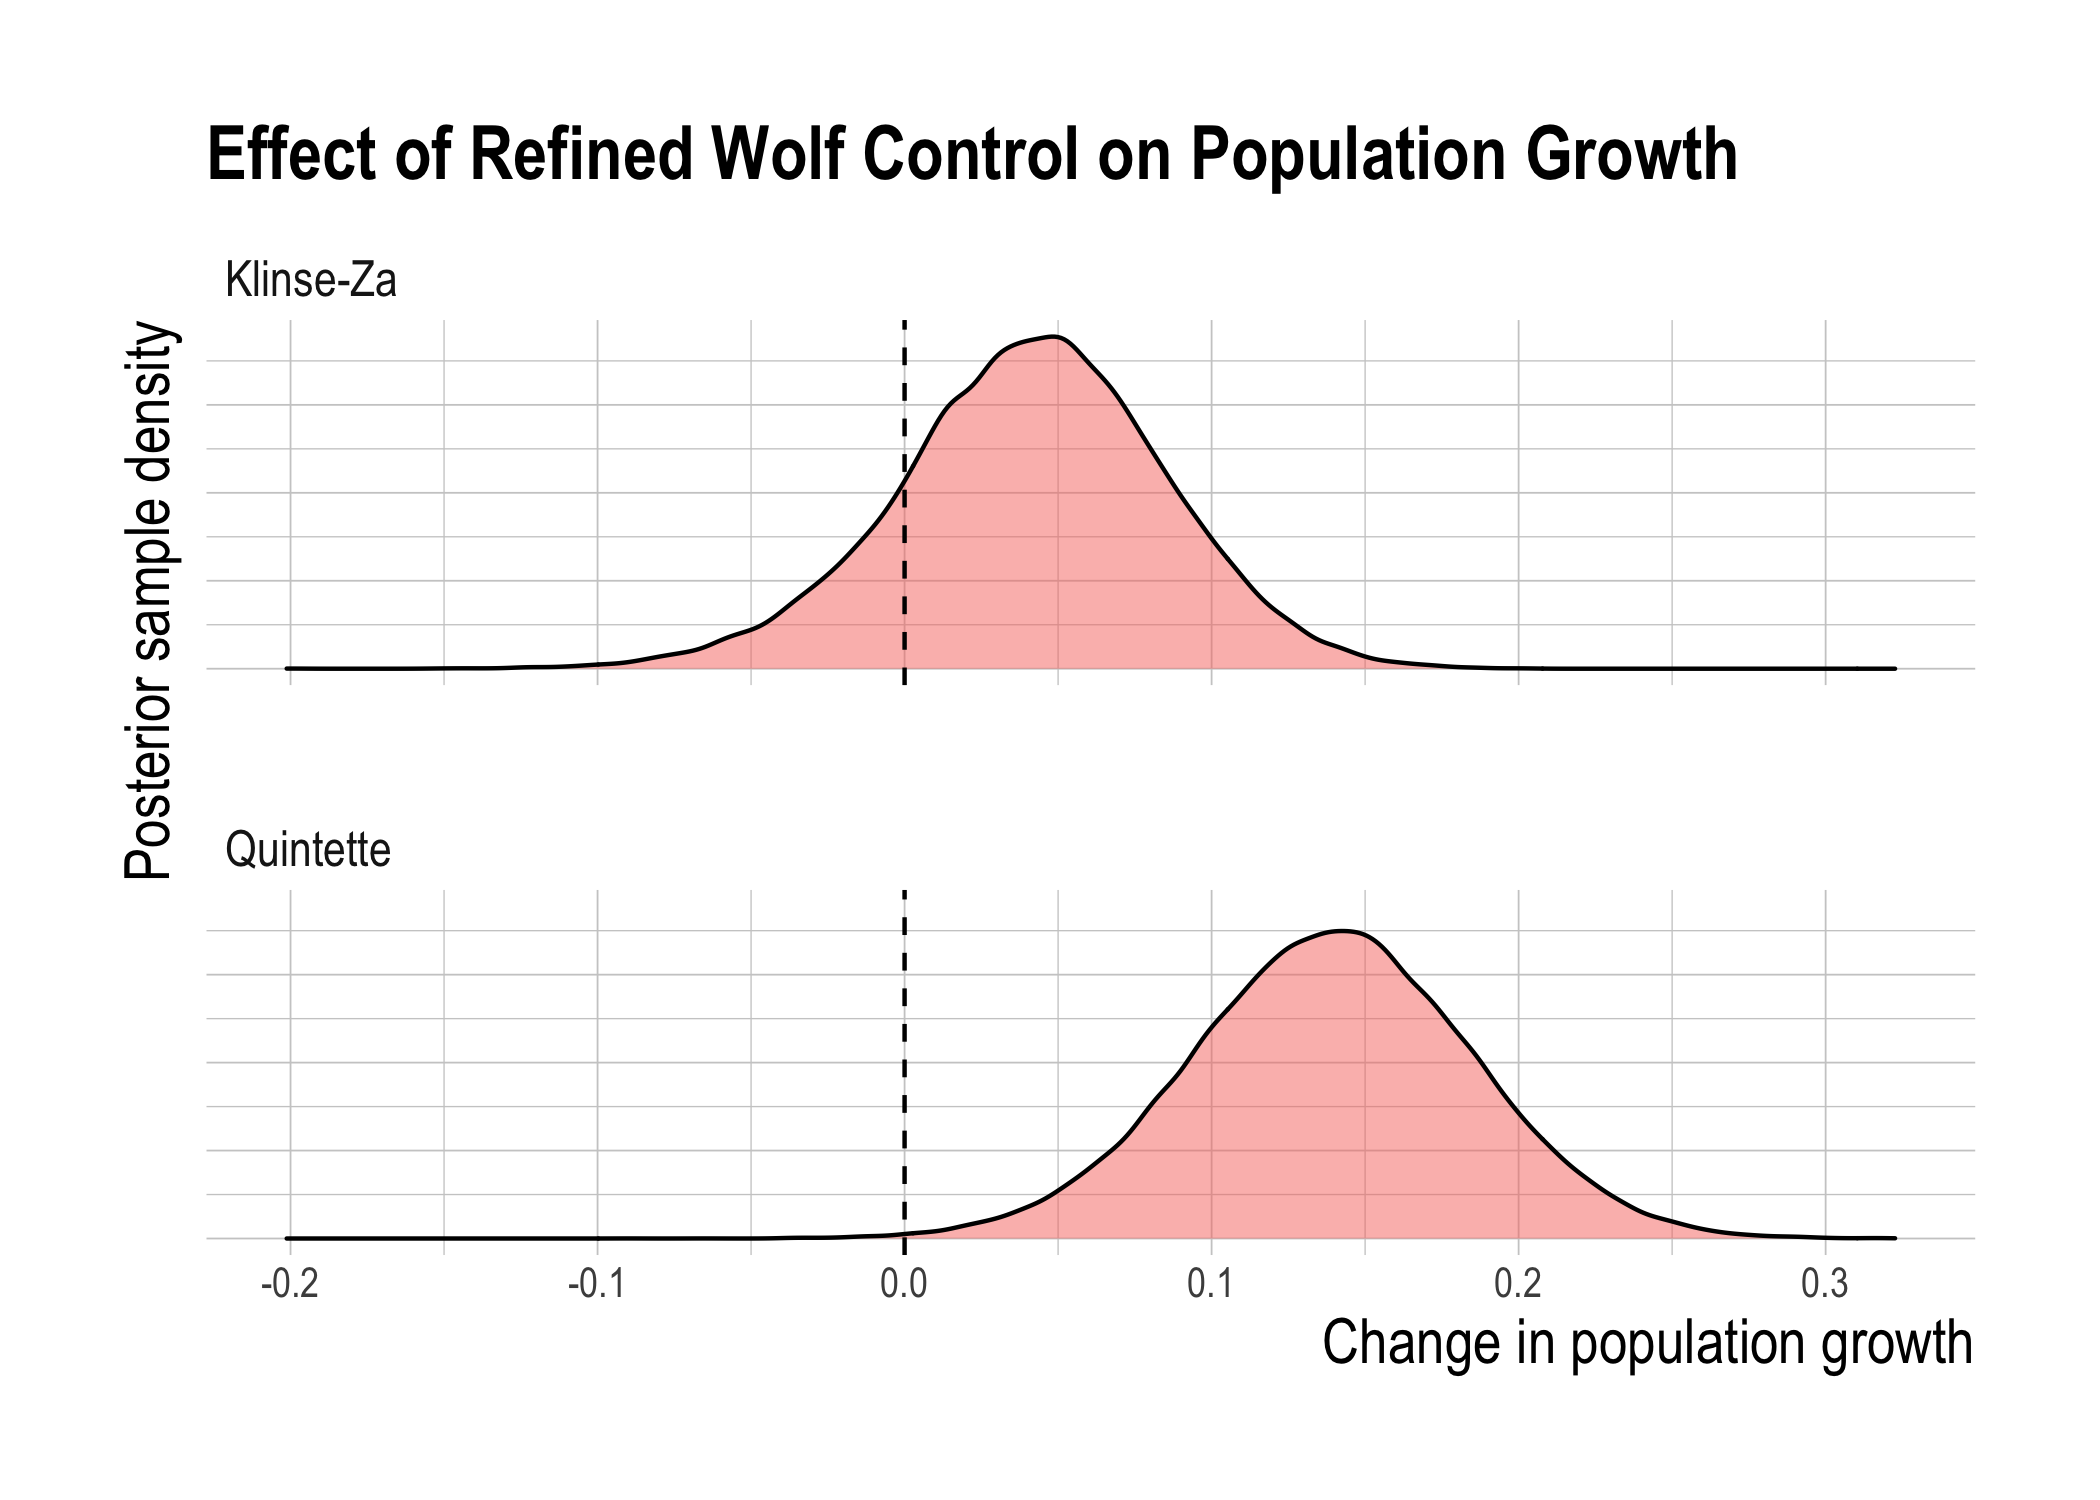 Effect of Refined Wolf Control on Population Growth
Klinse-Za
Posterior sample density
Quintette
-0.2 -0.1 0.0 0.1 0.2 0.3
Change in population growth